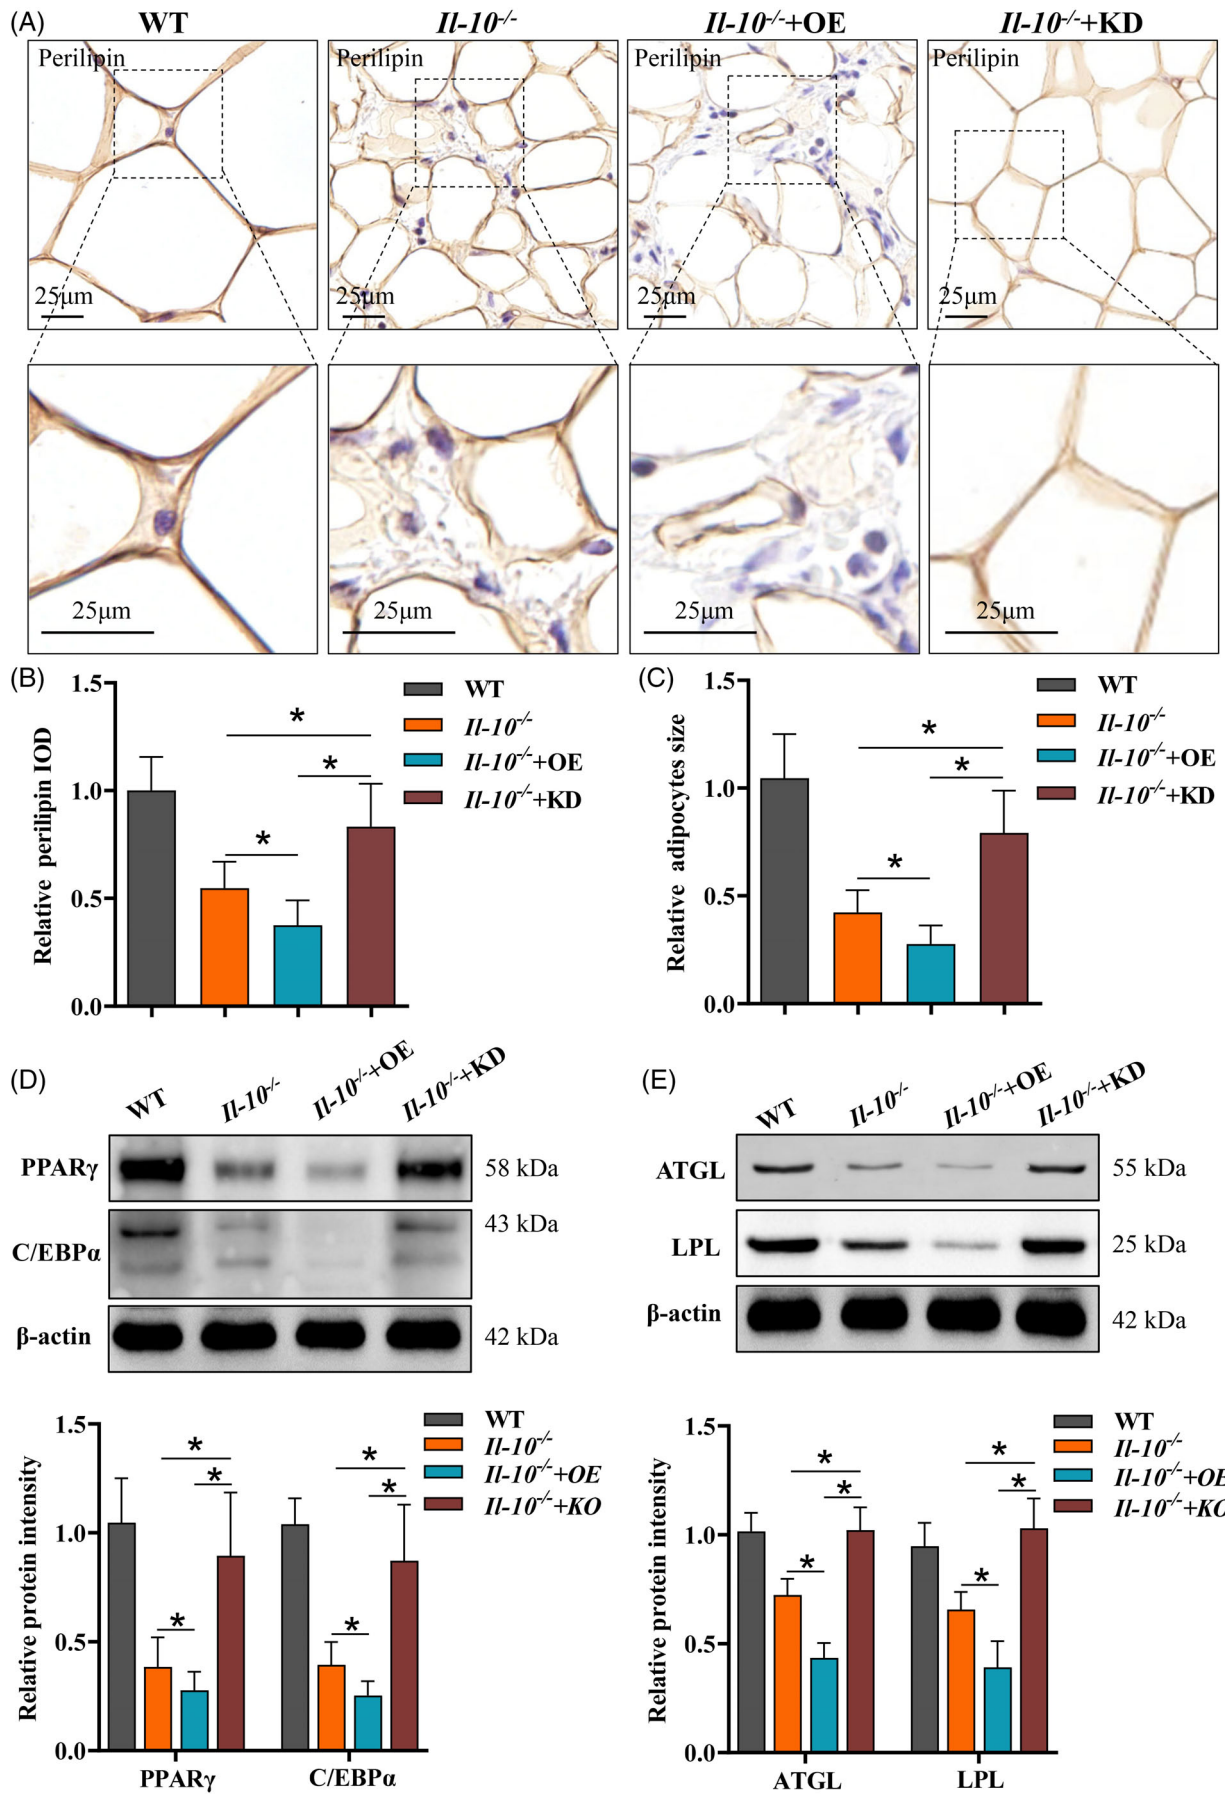 (A) WT Il-10-/- Il-10-/-+OE Il-10-/-+KD
Perilipin Perilipin Perilipin Perilipin
25μm 25μm 25μm 25μm
25μm 25μm 25μm 25μm
(B)
Relative perilipin IOD
1.5
1.0
0.5
0.0
* * *
WT
Il-10-/-
Il-10-/-+OE
Il-10-/-+KD
(C)
Relative adipocytes size
1.5
1.0
0.5
0.0
* * *
WT
Il-10-/-
Il-10-/-+OE
Il-10-/-+KD
(D)
WT Il-10-/- Il-10-/-+OE Il-10-/-+KD
PPARγ 58 kDa
C/EBPα 43 kDa
β-actin 42 kDa
Relative protein intensity
1.5
1.0
0.5
0.0
* * * * * *
PPARγ C/EBPα
WT
Il-10-/-
Il-10-/-+OE
Il-10-/-+KO
(E)
WT Il-10-/- Il-10-/-+OE Il-10-/-+KD
ATGL 55 kDa
LPL 25 kDa
β-actin 42 kDa
Relative protein intensity
1.5
1.0
0.5
0.0
* * * * * *
ATGL LPL
WT
Il-10-/-
Il-10-/-+OE
Il-10-/-+KO